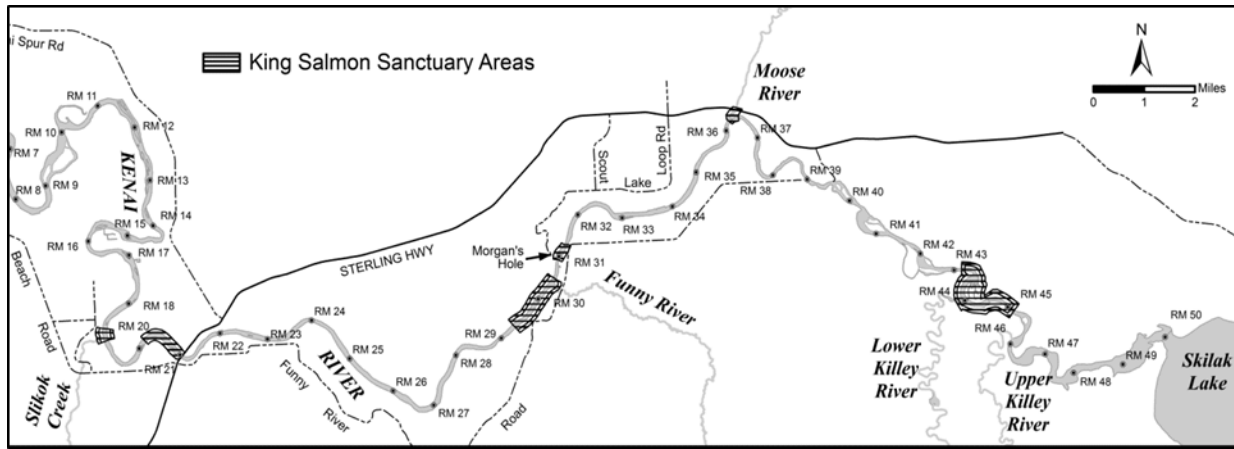 ni Spur Rd
King Salmon Sanctuary Areas
N
0 1 2 Miles
Moose
River
RM 11
RM 10
RM 12
RM 7
RM 8
RM 9
KENAI
RM 13
RM 14
RM 15
RM 16
RM 17
RM 18
Beach
Road
RM 20
RM 21
Slikok
Creek
STERLING HWY
RM 22
RM 23
RM 24
RM 25
RIVER
RM 26
RM 27
RM 28
RM 29
Funny
River
Road
RM 30
RM 31
Morgan's
Hole
Funny River
RM 32
RM 33
RM 34
RM 35
RM 36
Scout
Lake
Loop Rd
RM 37
RM 38
RM 39
RM 40
RM 41
RM 42
RM 43
RM 44
RM 45
RM 46
RM 47
RM 48
RM 49
RM 50
Lower
Killey
River
Upper
Killey
River
Skilak
Lake